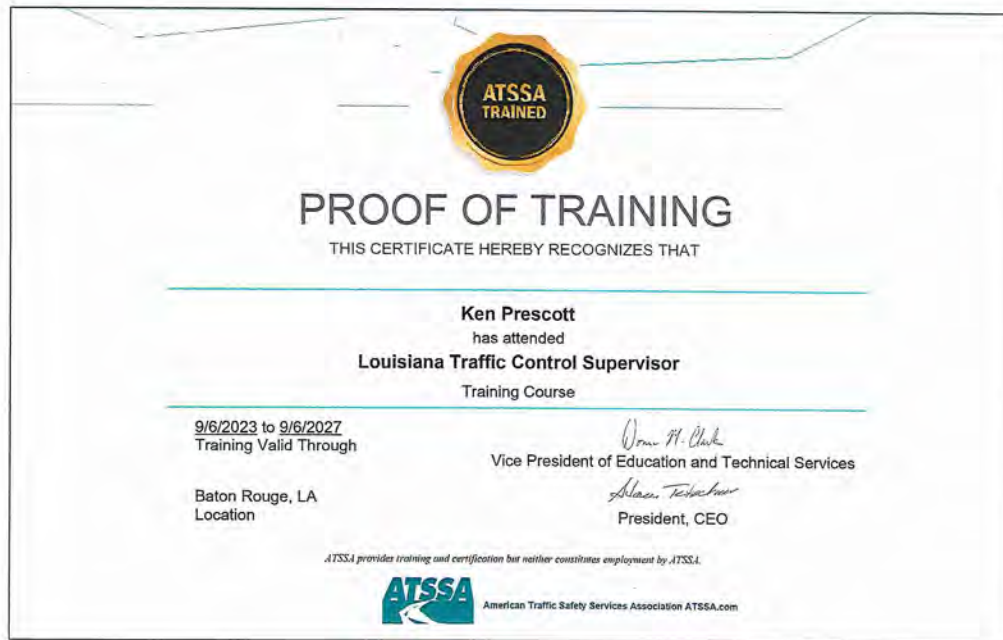 ATSSA
TRAINED
PROOF OF TRAINING
THIS CERTIFICATE HEREBY RECOGNIZES THAT
Ken Prescott
has attended
Louisiana Traffic Control Supervisor
Training Course
9/6/2023 to 9/6/2027
Training Valid Through
Vice President of Education and Technical Services
Baton Rouge, LA
Location
President, CEO
ATSSA provides training and certification but neither constitutes employment by ATSSA.
ATSSA
American Traffic Safety Services Association ATSSA.com